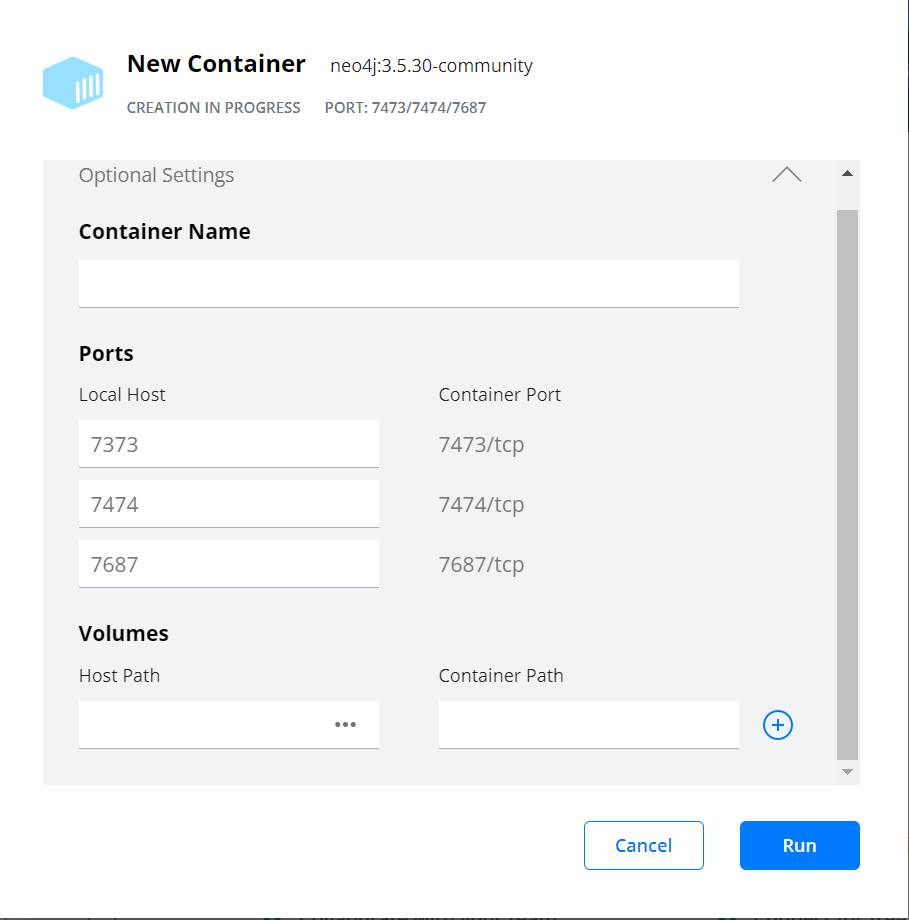 New Container neo4j:3.5.30-community
CREATION IN PROGRESS PORT: 7473/7474/7687
Optional Settings
Container Name
Ports
Local Host Container Port
7373 7473/tcp
7474 7474/tcp
7687 7687/tcp
Volumes
Host Path Container Path
Cancel Run